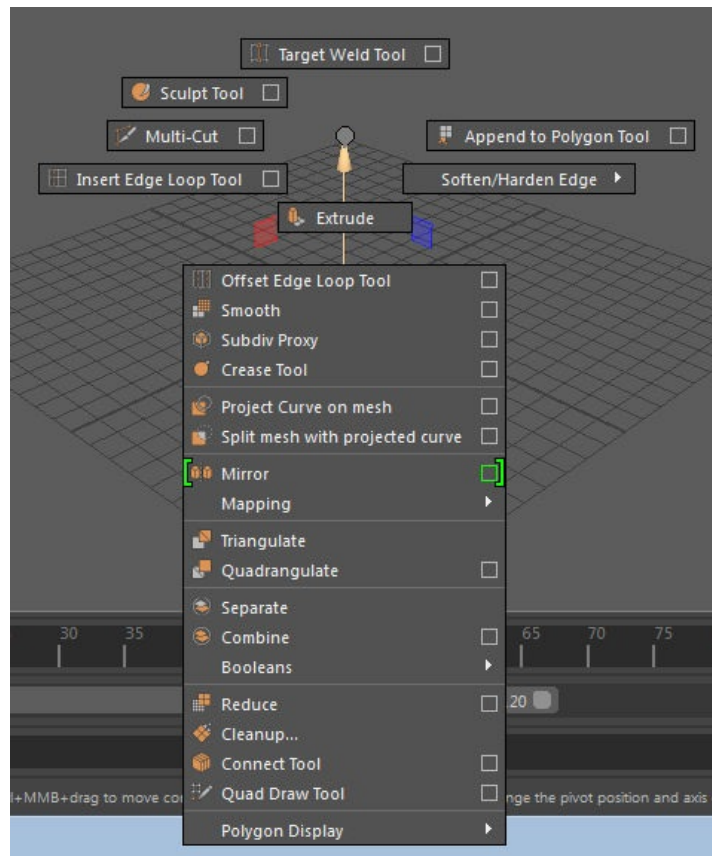 Target Weld Tool
Sculpt Tool
Multi-Cut
Append to Polygon Tool
Insert Edge Loop Tool
Soften/Harden Edge
Extrude
Offset Edge Loop Tool
Smooth
Subdiv Proxy
Crease Tool
Project Curve on mesh
Split mesh with projected curve
Mirror
Mapping
Triangulate
Quadrangulate
Separate
30 35 65 70 75
Combine
Booleans
Reduce
20
Cleanup...
Connect Tool
l+MMB+drag to move
Quad Draw Tool
the pivot position and axis
Polygon Display